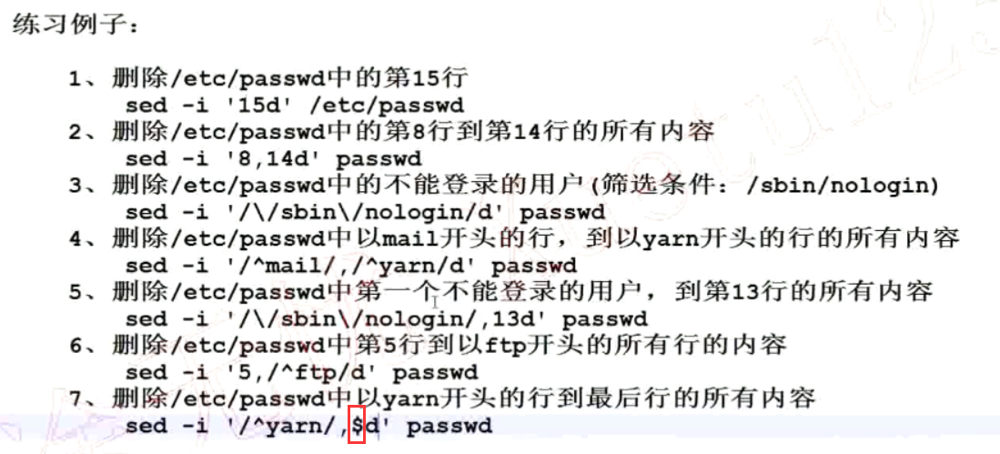 练习例子：
1、删除/etc/passwd中的第15行
sed -i '15d' /etc/passwd
2、删除/etc/passwd中的第8行到第14行的所有内容
sed -i '8,14d' passwd
3、删除/etc/passwd中的不能登录的用户(筛选条件：/sbin/nologin)
sed -i '/\/sbin\/nologin/d' passwd
4、删除/etc/passwd中以mail开头的行，到以yarn开头的行的所有内容
sed -i '/^mail/,/^yarn/d' passwd
5、删除/etc/passwd中第一个不能登录的用户，到第13行的所有内容
sed -i '/\/sbin\/nologin/,13d' passwd
6、删除/etc/passwd中第5行到以ftp开头的所有行的内容
sed -i '5,/^ftp/d' passwd
7、删除/etc/passwd中以yarn开头的行到最后行的所有内容
sed -i '/^yarn/,$d' passwd